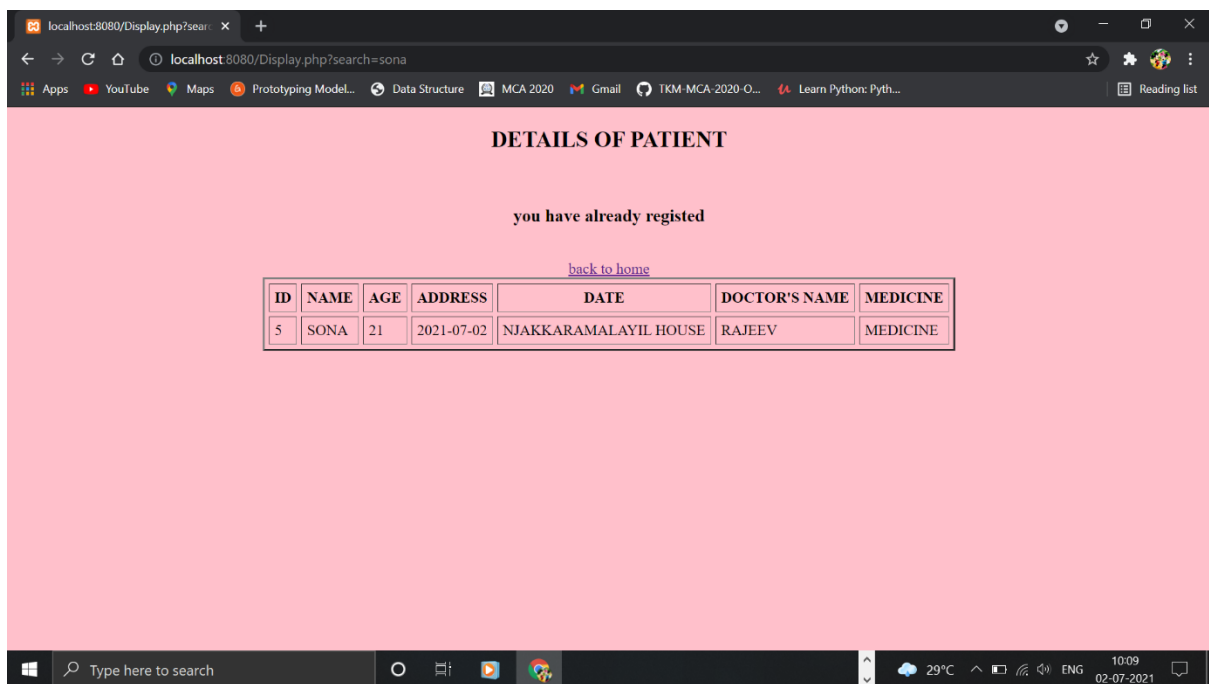 localhost:8080/Display.php?searc
localhost:8080/Display.php?search=sona
Apps YouTube Maps Prototyping Model... Data Structure MCA 2020 Gmail TKM-MCA-2020-O... Learn Python: Pyth... Reading list
DETAILS OF PATIENT
you have already registed
back to home
ID NAME AGE ADDRESS DATE DOCTOR'S NAME MEDICINE
5 SONA 21 2021-07-02 NJAKKARAMALAYIL HOUSE RAJEEV MEDICINE
Type here to search 29°C ENG 10:09
02-07-2021